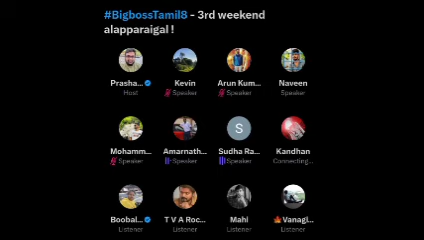 #BigbossTamil8 - 3rd weekend
alapparaigal !
Prasha... Kevin Arun Kum... Naveen
Host Speaker Speaker Speaker
Mohamm... Amarnath... Sudha Ra... Kandhan
Speaker Speaker Speaker Connecting...
S
Boobal... T V A Roc... Mahi Vanagi...
Listener Listener Listener Listener